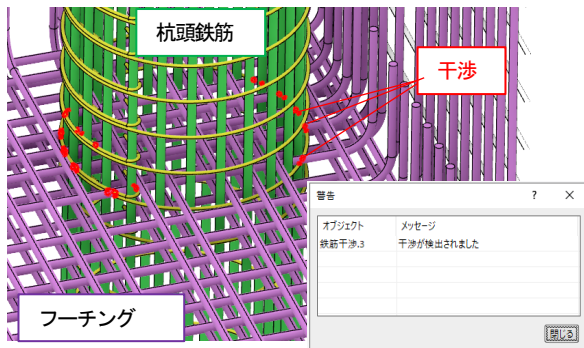 杭頭鉄筋
干渉
警告
?
×
オブジェクト メッセージ
鉄筋干渉.3 干渉が検出されました
フーチング
閉じる